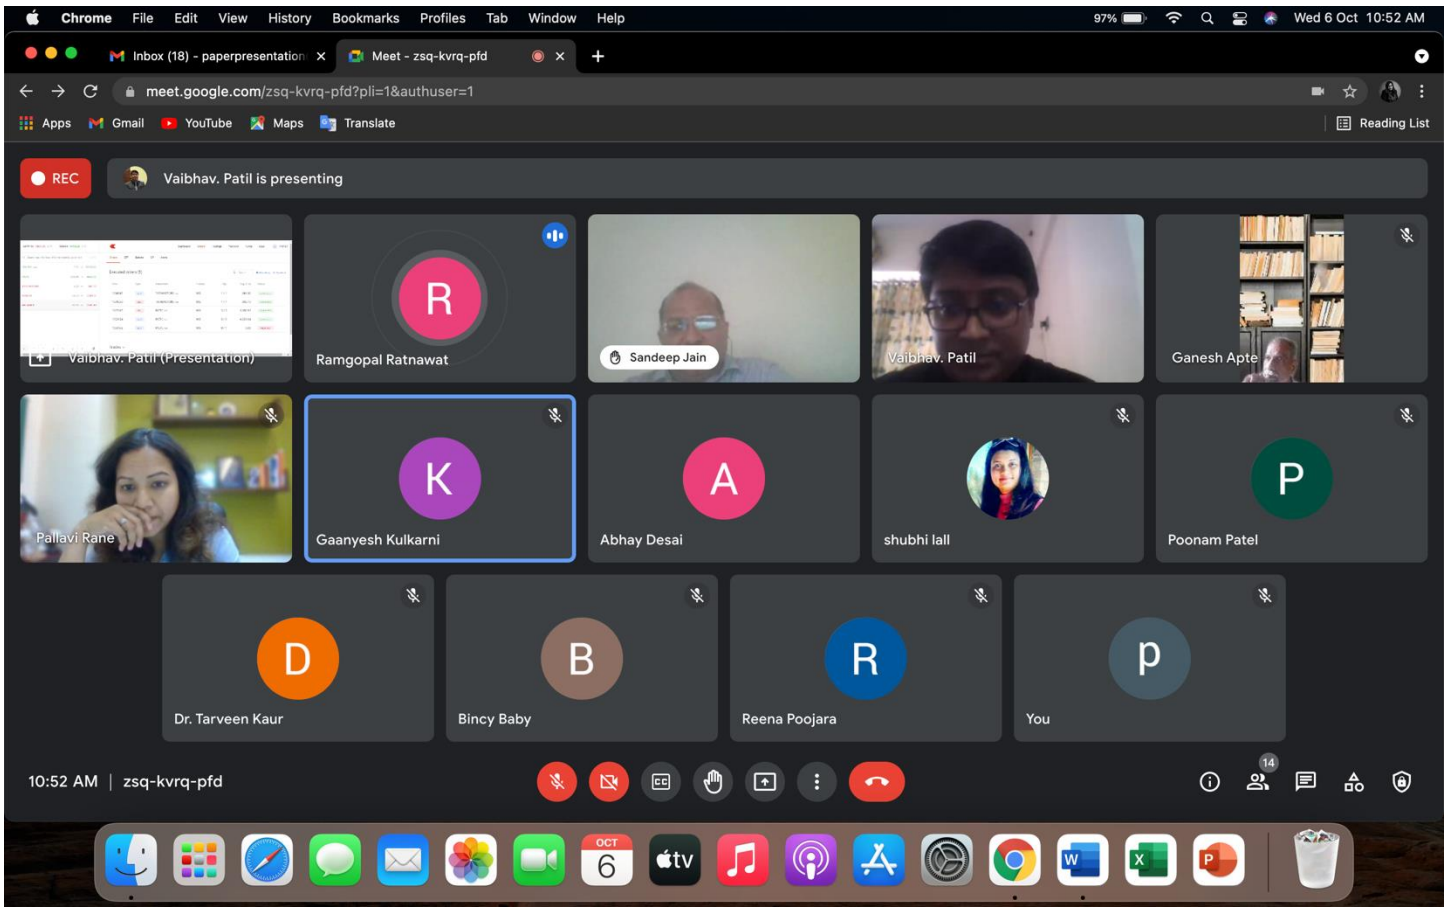 Chrome File Edit View History Bookmarks Profiles Tab Window Help 97% Wed 6 Oct 10:52 AM
Inbox (18) - paperpresentation Meet - zsq-kvrq-pfd
meet.google.com/zsq-kvrq-pfd?pli=1&authuser=1
Apps Gmail YouTube Maps Translate Reading List
REC Vaibhav. Patil is presenting
R
Vaibhav. Patil (Presentation) Ramgopal Ratnawat Sandeep Jain Vaibhav. Patil Ganesh Apte
K A P
Pallavi Rane Gaanyesh Kulkarni Abhay Desai shubhi lall Poonam Patel
D B R p
Dr. Tarveen Kaur Bincy Baby Reena Poojara You
14
10:52 AM | zsq-kvrq-pfd CC
OCT
6 tv W X P